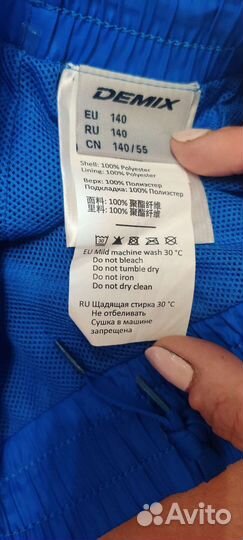 DEMIX
EU 140
RU 140
CN 140/55
Shell: 100% Polyester
Lining: 100% Polyester
Верх: 100% Полиэстер
Подкладка: 100% Полиэстер
面料: 100% 聚酯纤维
里料: 100% 聚酯纤维
30
EU Mild machine wash 30 °C
Do not bleach
Do not tumble dry
Do not iron
Do not dry clean
RU Щадящая стирка 30 °C
Не отбеливать
Сушка в машине
запрещена
Avito